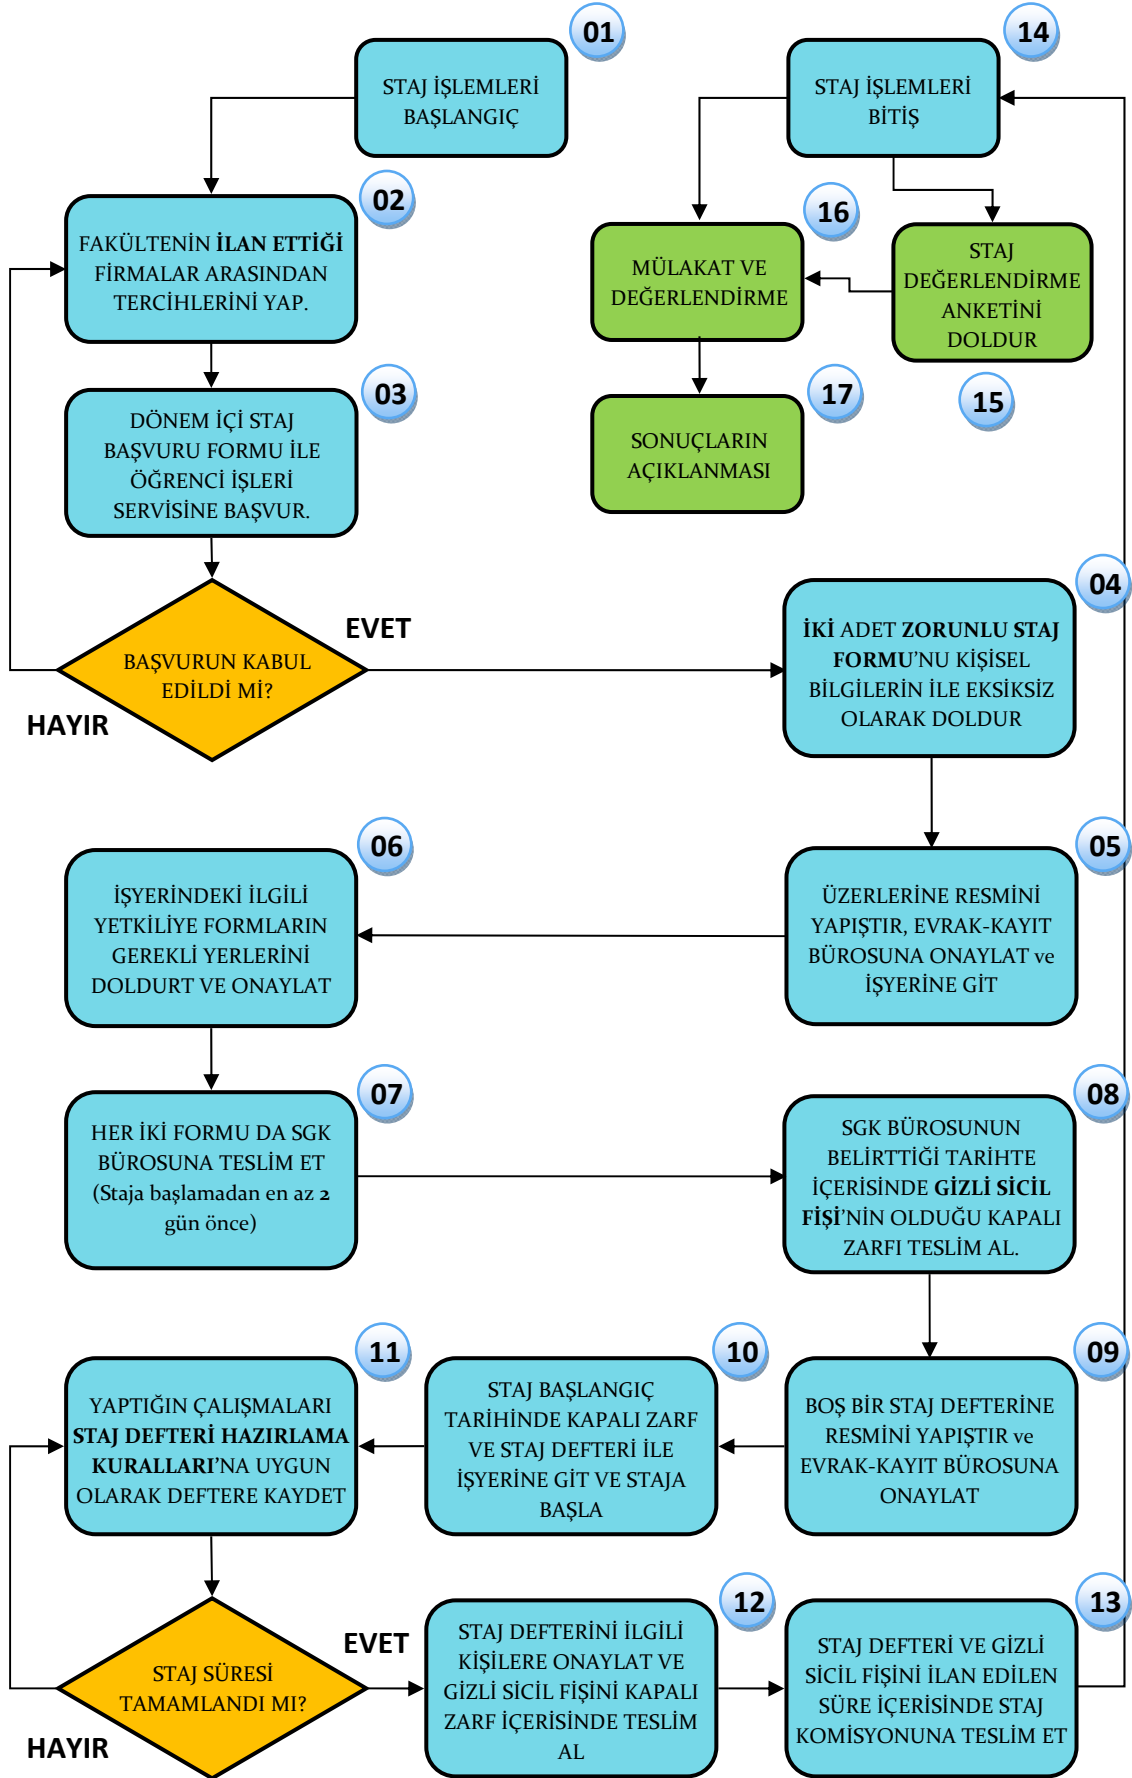 01
STAJ İŞLEMLERİ
BAŞLANGIÇ
02
FAKÜLTENİN İLAN ETTİĞİ
FİRMALAR ARASINDAN
TERCİHLERİNİ YAP.
03
DÖNEM İÇİ STAJ
BAŞVURU FORMU İLE
ÖĞRENCİ İŞLERİ
SERVİSİNE BAŞVUR.
BAŞVURUN KABUL
EDİLDİ Mİ?
EVET
HAYIR
04
İKİ ADET ZORUNLU STAJ
FORMU'NU KİŞİSEL
BİLGİLERİN İLE EKSİKSİZ
OLARAK DOLDUR
05
ÜZERLERİNE RESMİNİ
YAPIŞTIR, EVRAK-KAYIT
BÜROSUNA ONAYLAT ve
İŞYERİNE GİT
06
İŞYERİNDEKİ İLGİLİ
YETKİLİYE FORMLARIN
GEREKLİ YERLERİNİ
DOLDURT VE ONAYLAT
07
HER İKİ FORMU DA SGK
BÜROSUNA TESLİM ET
(Staja başlamadan en az 2
gün önce)
08
SGK BÜROSUNUN
BELİRTTİĞİ TARİHTE
İÇERİSİNDE GİZLİ SİCİL
FİŞİ'NİN OLDUĞU KAPALI
ZARFI TESLİM AL.
09
BOŞ BİR STAJ DEFTERİNE
RESMİNİ YAPIŞTIR ve
EVRAK-KAYIT BÜROSUNA
ONAYLAT
10
STAJ BAŞLANGIÇ
TARİHİNDE KAPALI ZARF
VE STAJ DEFTERİ İLE
İŞYERİNE GİT VE STAJA
BAŞLA
11
YAPTIĞIN ÇALIŞMALARI
STAJ DEFTERİ HAZIRLAMA
KURALLARI'NA UYGUN
OLARAK DEFTERE KAYDET
STAJ SÜRESİ
TAMAMLANDI MI?
EVET
HAYIR
12
STAJ DEFTERİNİ İLGİLİ
KİŞİLERE ONAYLAT VE
GİZLİ SİCİL FİŞİNİ KAPALI
ZARF İÇERİSİNDE TESLİM
AL
13
STAJ DEFTERİ VE GİZLİ
SİCİL FİŞİNİ İLAN EDİLEN
SÜRE İÇERİSİNDE STAJ
KOMİSYONUNA TESLİM ET
14
STAJ İŞLEMLERİ
BİTİŞ
STAJ
DEĞERLENDİRME
ANKETİNİ
DOLDUR
15
16
MÜLAKAT VE
DEĞERLENDİRME
17
SONUÇLARIN
AÇIKLANMASI